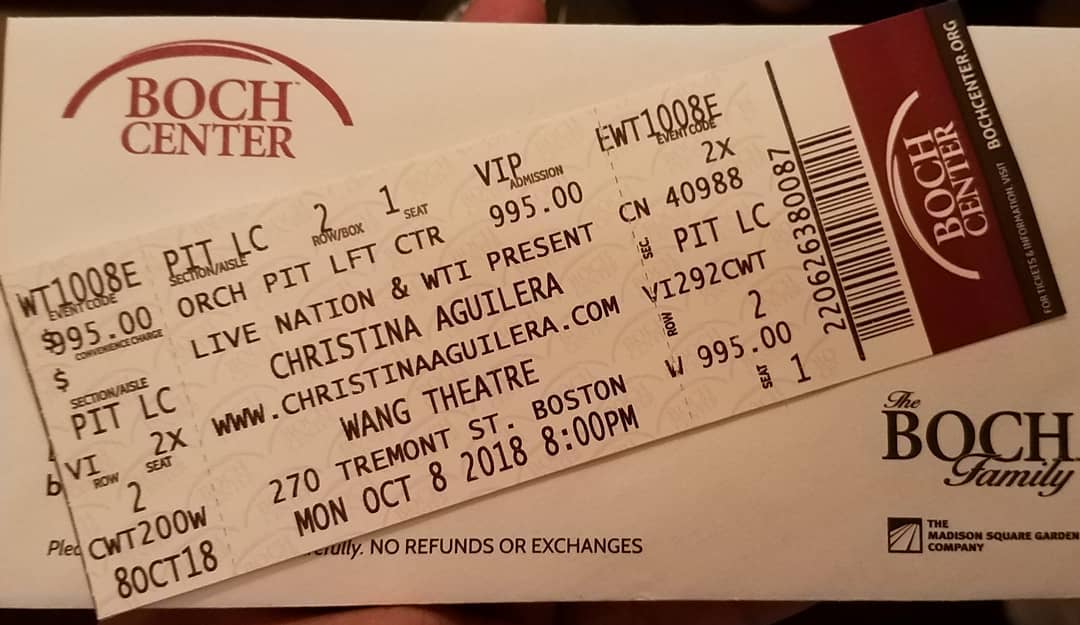 BOCH
CENTER
WT1008E
EVENT CODE
$995.00
CONVENIENCE CHARGE
$
SECTION/AISLE
PIT LC
VI 2X
ROW SEAT
2
CWT200W
8OCT18
PIT LC 2 1 VIP
SECTION/AISLE ROW/BOX SEAT ADMISSION
ORCH PIT LFT CTR 995.00
LIVE NATION & WTI PRESENT
CHRISTINA AGUILERA
WWW.CHRISTINAAGUILERA.COM
WANG THEATRE
270 TREMONT ST. BOSTON
MON OCT 8 2018 8:00PM
EWT1008E
EVENT CODE
2X
CN 40988
SEC. PIT LC
VI292CWT
ROW 2
W 995.00
SEAT 1
2206626380087
BOCH
CENTER
FOR TICKETS & INFORMATION, VISIT BOCHCENTER.ORG
The
BOCH
Family
THE
MADISON SQUARE GARDEN
COMPANY
NO REFUNDS OR EXCHANGES